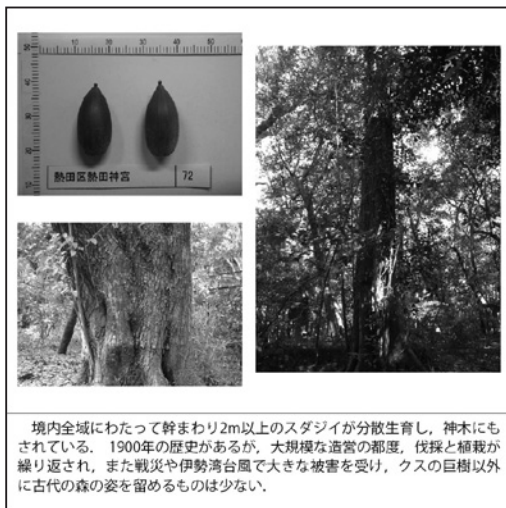 10 20 30 40 50
熱田区熱田神宮 72
境内全域にわたって幹まわり2m以上のスダジイが分散生育し，神木にも
されている． 1900年の歴史があるが，大規模な造営の都度，伐採と植栽が
繰り返され，また戦災や伊勢湾台風で大きな被害を受け，クスの巨樹以外
に古代の森の姿を留めるものは少ない．